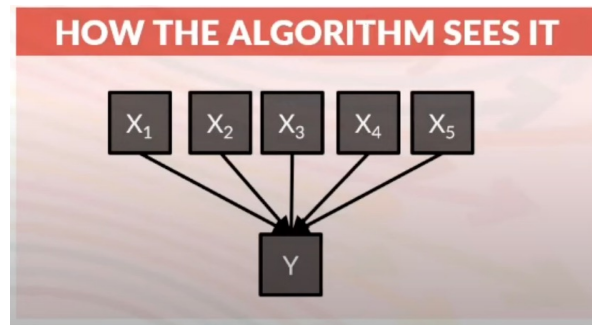 HOW THE ALGORITHM SEES IT
X₁ X₂ X₃ X₄ X₅
Y